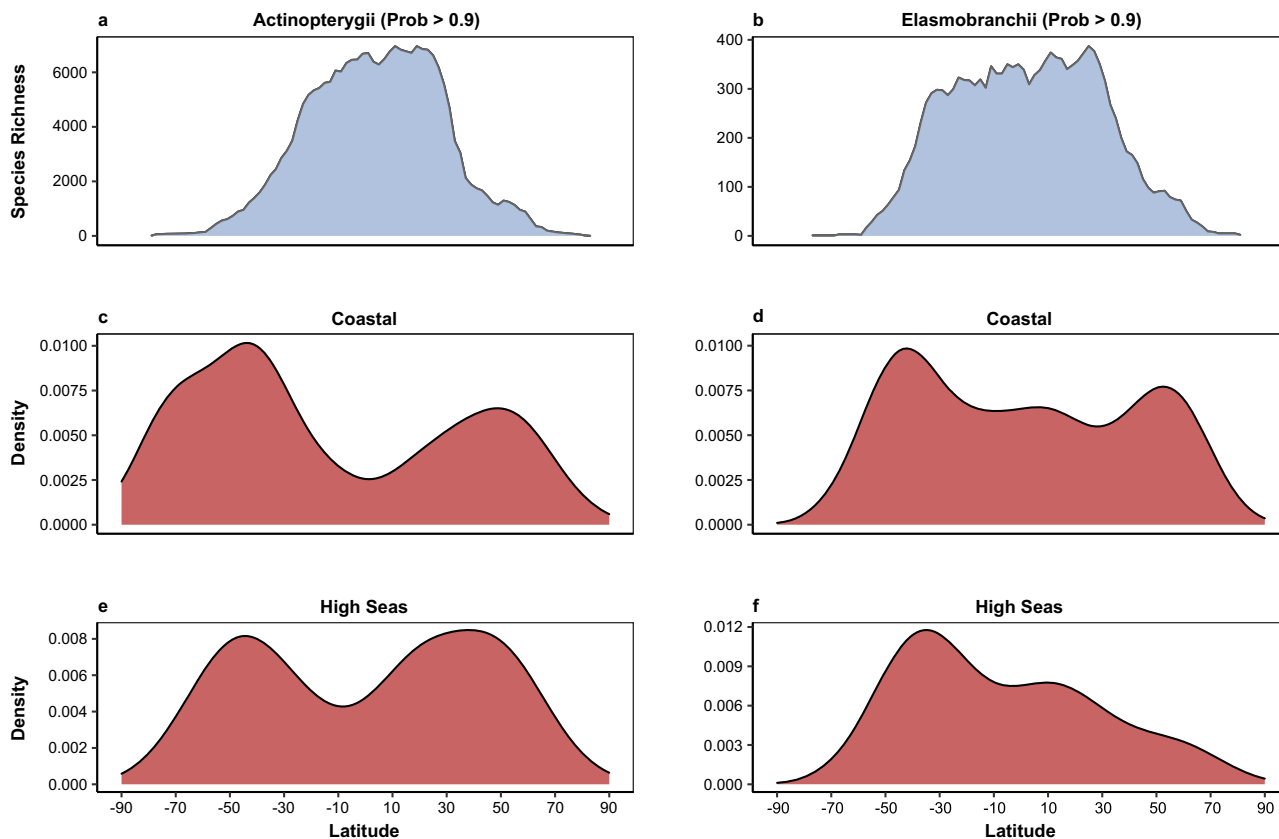 a Actinopterygii (Prob > 0.9)
Species Richness
6000
4000
2000
0
b Elasmobranchii (Prob > 0.9)
400
300
200
100
0
c Coastal
Density
0.0100
0.0075
0.0050
0.0025
0.0000
d Coastal
0.0100
0.0075
0.0050
0.0025
0.0000
e High Seas
Density
0.008
0.006
0.004
0.002
0.000
-90 -70 -50 -30 -10 10 30 50 70 90
Latitude
f High Seas
0.012
0.009
0.006
0.003
0.000
-90 -70 -50 -30 -10 10 30 50 70 90
Latitude